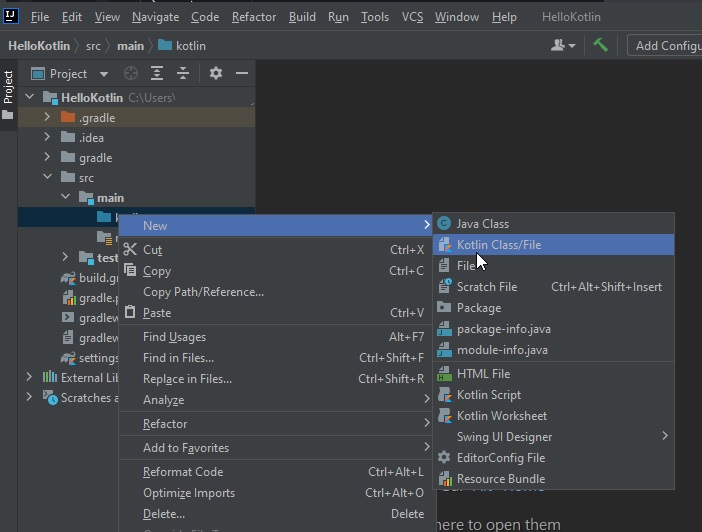 IJ File Edit View Navigate Code Refactor Build Run Tools VCS Window Help HelloKotlin
HelloKotlin src main kotlin Add Configu
Project
Project
HelloKotlin C:\Users\
.gradle
.idea
gradle
src
main
test
build.g
gradle.p
gradlew
gradlew
settings
External Lib
Scratches a
New
Cut Ctrl+X
Copy Ctrl+C
Copy Path/Reference...
Paste Ctrl+V
Find Usages Alt+F7
Find in Files... Ctrl+Shift+F
Replace in Files... Ctrl+Shift+R
Analyze
Refactor
Add to Favorites
Reformat Code Ctrl+Alt+L
Optimize Imports Ctrl+Alt+O
Delete... Delete
Java Class
Kotlin Class/File
File
Scratch File Ctrl+Alt+Shift+Insert
Package
package-info.java
module-info.java
HTML File
Kotlin Script
Kotlin Worksheet
Swing UI Designer
EditorConfig File
Resource Bundle
here to open them